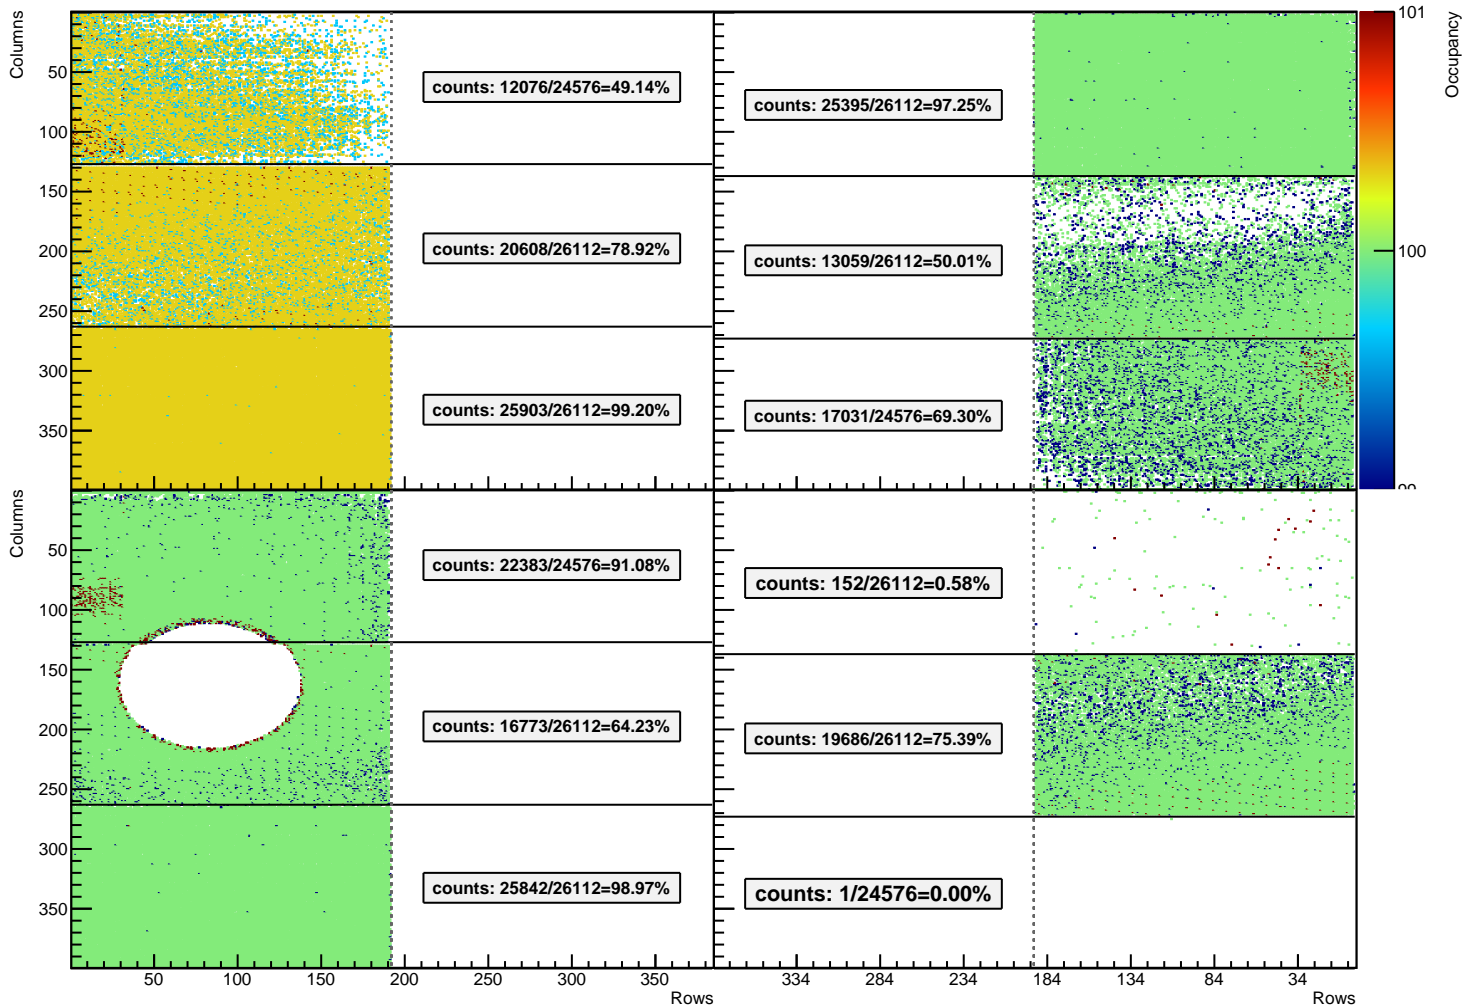 101
Columns
Occupancy
50
counts: 12076/24576=49.14%
counts: 25395/26112=97.25%
100
150
200
counts: 20608/26112=78.92%
counts: 13059/26112=50.01%
100
250
300
counts: 25903/26112=99.20%
counts: 17031/24576=69.30%
350
Columns
50
counts: 22383/24576=91.08%
counts: 152/26112=0.58%
100
150
200
counts: 16773/26112=64.23%
counts: 19686/26112=75.39%
250
300
counts: 25842/26112=98.97%
counts: 1/24576=0.00%
350
50 100 150 200 250 300 350 334 284 234 184 134 84 34
Rows Rows